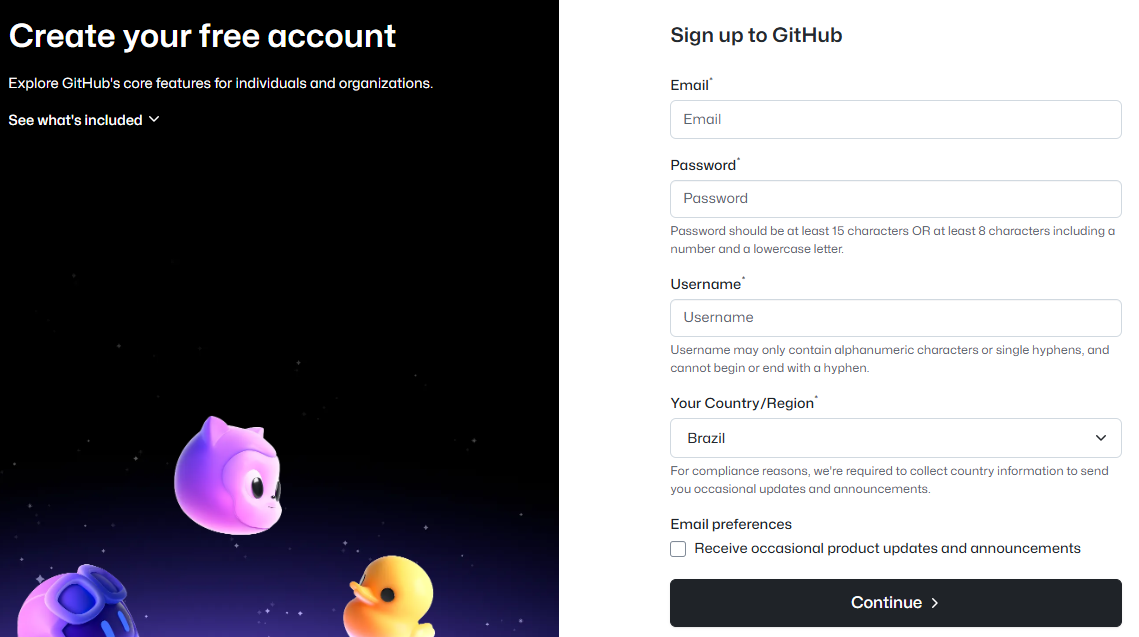 Create your free account
Explore GitHub's core features for individuals and organizations.
See what's included
Sign up to GitHub
Email*
Email
Password*
Password
Password should be at least 15 characters OR at least 8 characters including a
number and a lowercase letter.
Username*
Username
Username may only contain alphanumeric characters or single hyphens, and
cannot begin or end with a hyphen.
Your Country/Region*
Brazil
For compliance reasons, we're required to collect country information to send
you occasional updates and announcements.
Email preferences
Receive occasional product updates and announcements
Continue